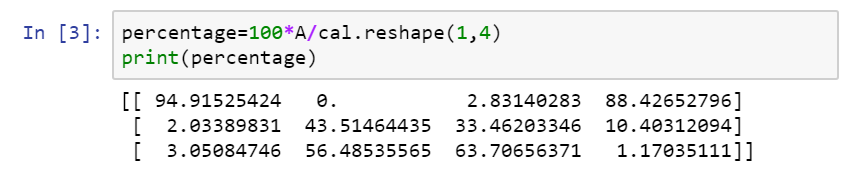 In [3]: percentage=100*A/cal.reshape(1,4)
print(percentage)
[[ 94.91525424   0.           2.83140283  88.42652796]
[  2.03389831  43.51464435  33.46203346  10.40312094]
[  3.05084746  56.48535565  63.70656371   1.17035111]]